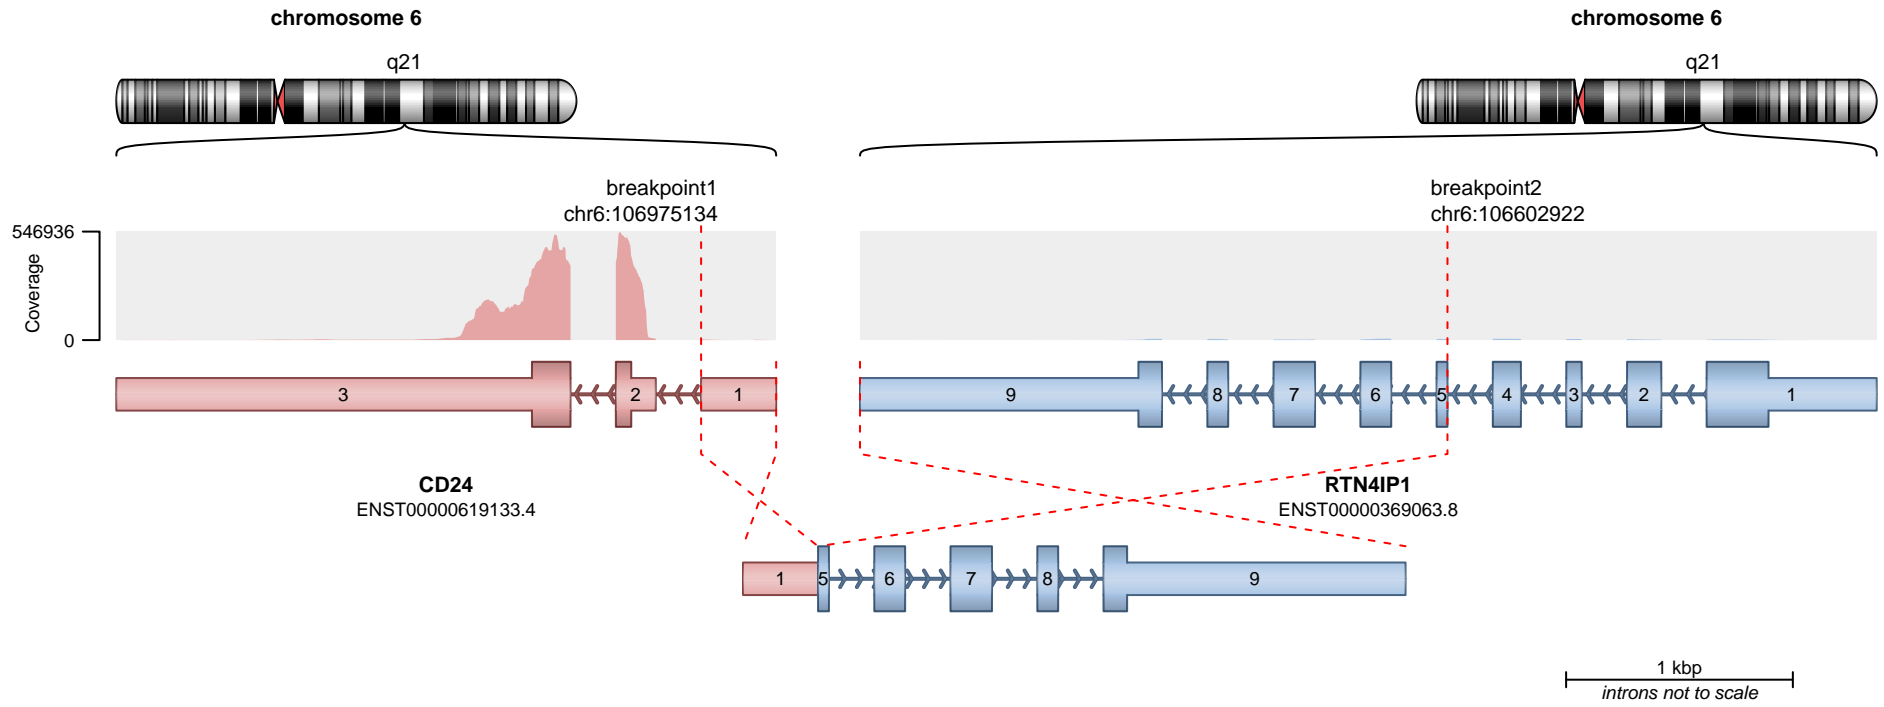 chromosome 6
chromosome 6
q21
q21
breakpoint1
chr6:106975134
breakpoint2
chr6:106602922
546936
Coverage
0
3
2
1
9
8
7
6
5
4
3
2
1
CD24
ENST00000619133.4
RTN4IP1
ENST00000369063.8
1
5
6
7
8
9
1 kbp
introns not to scale